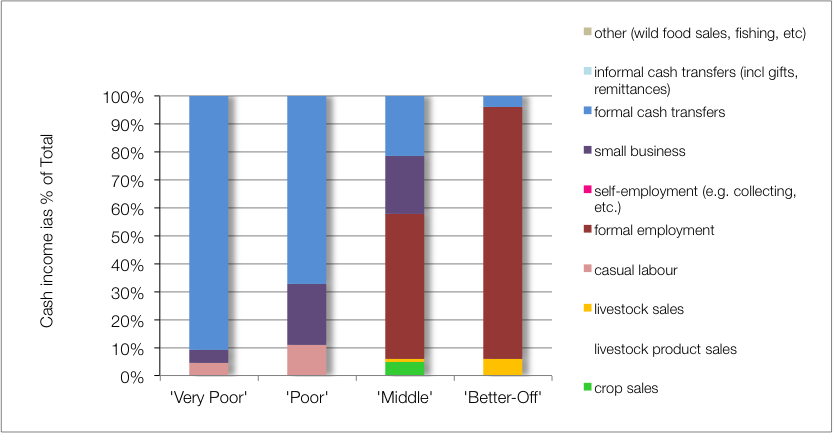 other (wild food sales, fishing, etc)
informal cash transfers (incl gifts,
remittances)
formal cash transfers
small business
self-employment (e.g. collecting,
etc.)
formal employment
casual labour
livestock sales
livestock product sales
crop sales
Cash income ias % of Total
100%
90%
80%
70%
60%
50%
40%
30%
20%
10%
0%
'Very Poor' 'Poor' 'Middle' 'Better-Off'